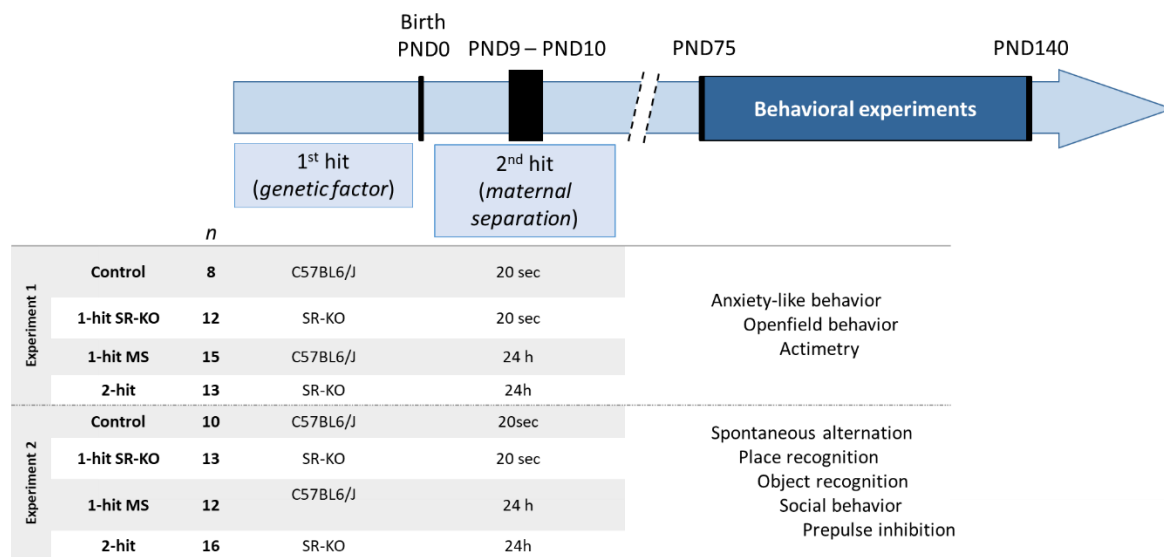 Birth
PND0
PND9 – PND10
PND75
PND140
Behavioral experiments
1st hit
(genetic factor)
2nd hit
(maternal
separation)
n
Experiment 1
Control 8 C57BL6/J 20 sec
1-hit SR-KO 12 SR-KO 20 sec
1-hit MS 15 C57BL6/J 24 h
2-hit 13 SR-KO 24h
Anxiety-like behavior
Openfield behavior
Actimetry
Experiment 2
Control 10 C57BL6/J 20sec
1-hit SR-KO 13 SR-KO 20 sec
1-hit MS 12 C57BL6/J 24 h
2-hit 16 SR-KO 24h
Spontaneous alternation
Place recognition
Object recognition
Social behavior
Prepulse inhibition